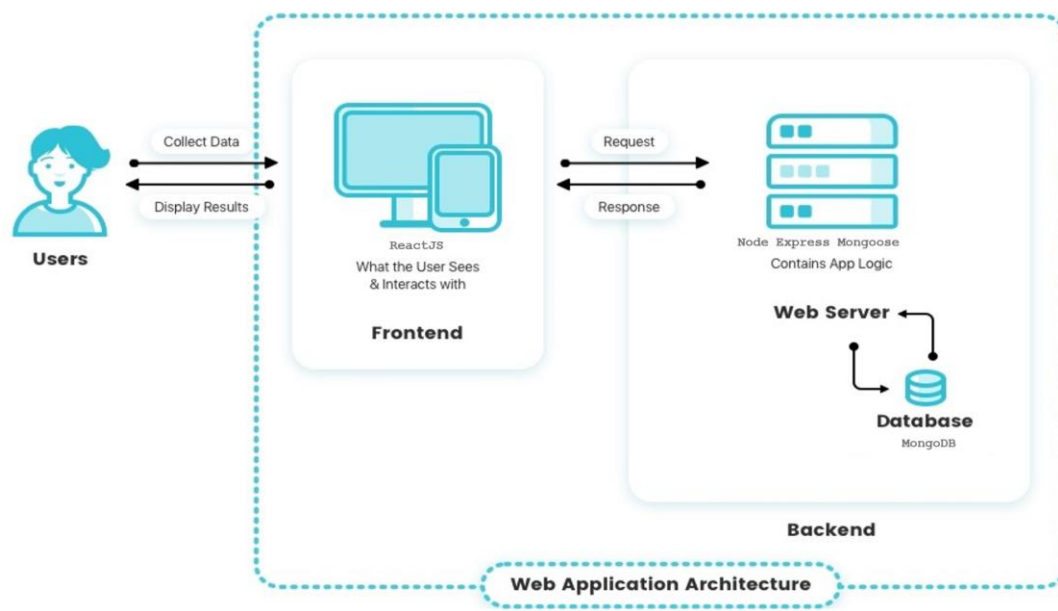 Collect Data
Display Results
Users
ReactJS
What the User Sees
& Interacts with
Frontend
Request
Response
Node Express Mongoose
Contains App Logic
Web Server
Database
MongoDB
Backend
Web Application Architecture